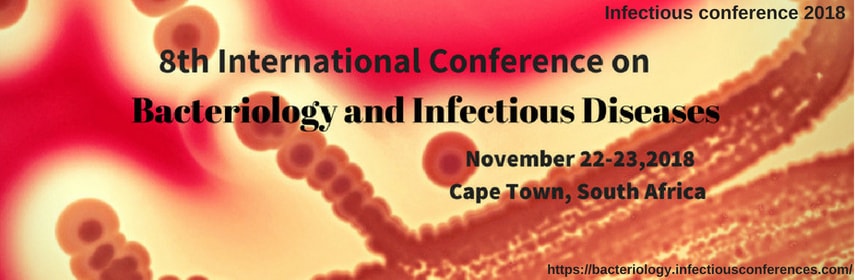 Infectious conference 2018
8th International Conference on
Bacteriology and Infectious Diseases
November 22-23,2018
Cape Town, South Africa
https://bacteriology.infectiousconferences.com/